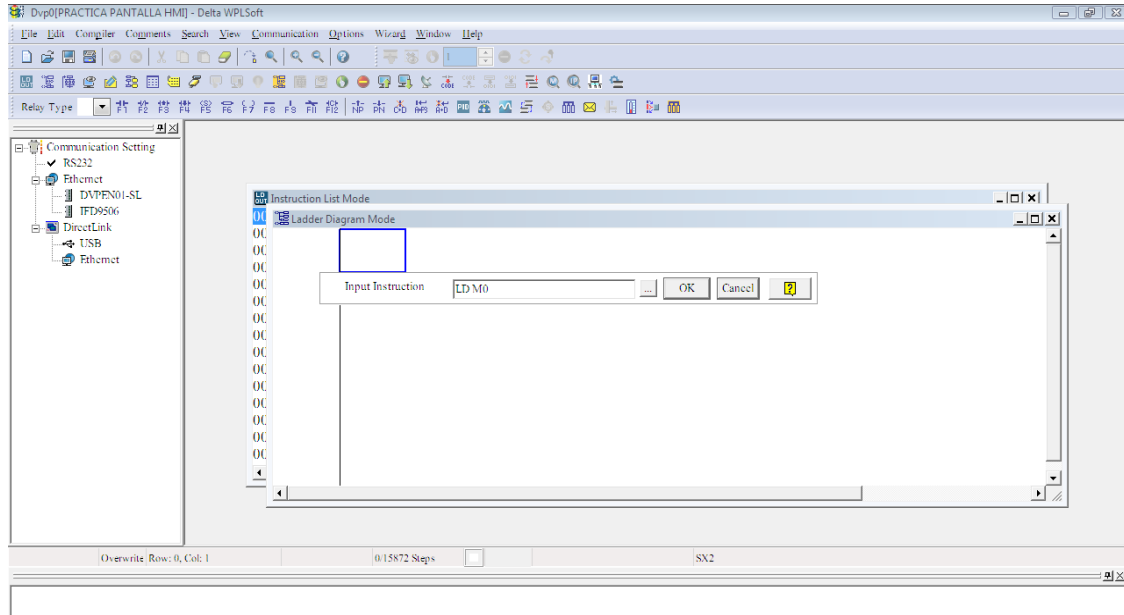 Dvp0[PRACTICA PANTALLA HMI] - Delta WPLSoft
File Edit Compiler Comments Search View Communication Options Wizard Window Help
Relay Type
Communication Setting
RS232
Ethernet
DVPEN01-SL
IFD9506
DirectLink
USB
Ethernet
Instruction List Mode
Ladder Diagram Mode
Input Instruction LD M0 ... OK Cancel
Overwrite Row: 0, Col: 1 0/15872 Steps SX2